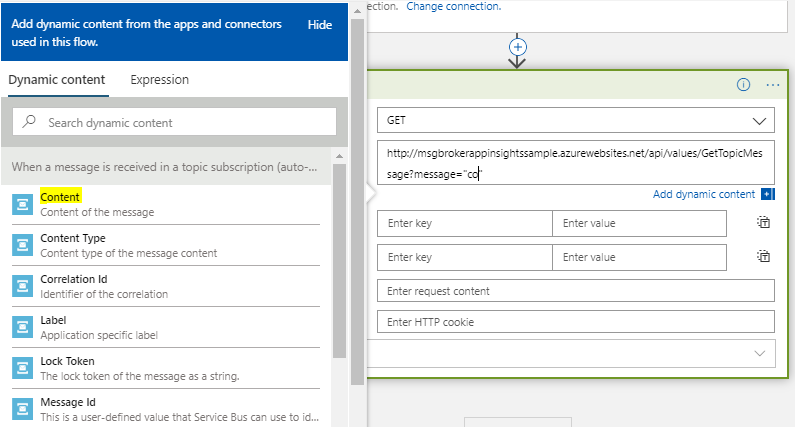 Add dynamic content from the apps and connectors
used in this flow.
Hide
Dynamic content
Expression
Search dynamic content
When a message is received in a topic subscription (auto-...
Content
Content of the message
Content Type
Content type of the message content
Correlation Id
Identifier of the correlation
Label
Application specific label
Lock Token
The lock token of the message as a string.
Message Id
This is a user-defined value that Service Bus can use to id...
ection. Change connection.
GET
http://msgbrokerappinsightssample.azurewebsites.net/api/values/GetTopicMes
sage?message="co"
Add dynamic content
Enter key
Enter value
Enter key
Enter value
Enter request content
Enter HTTP cookie